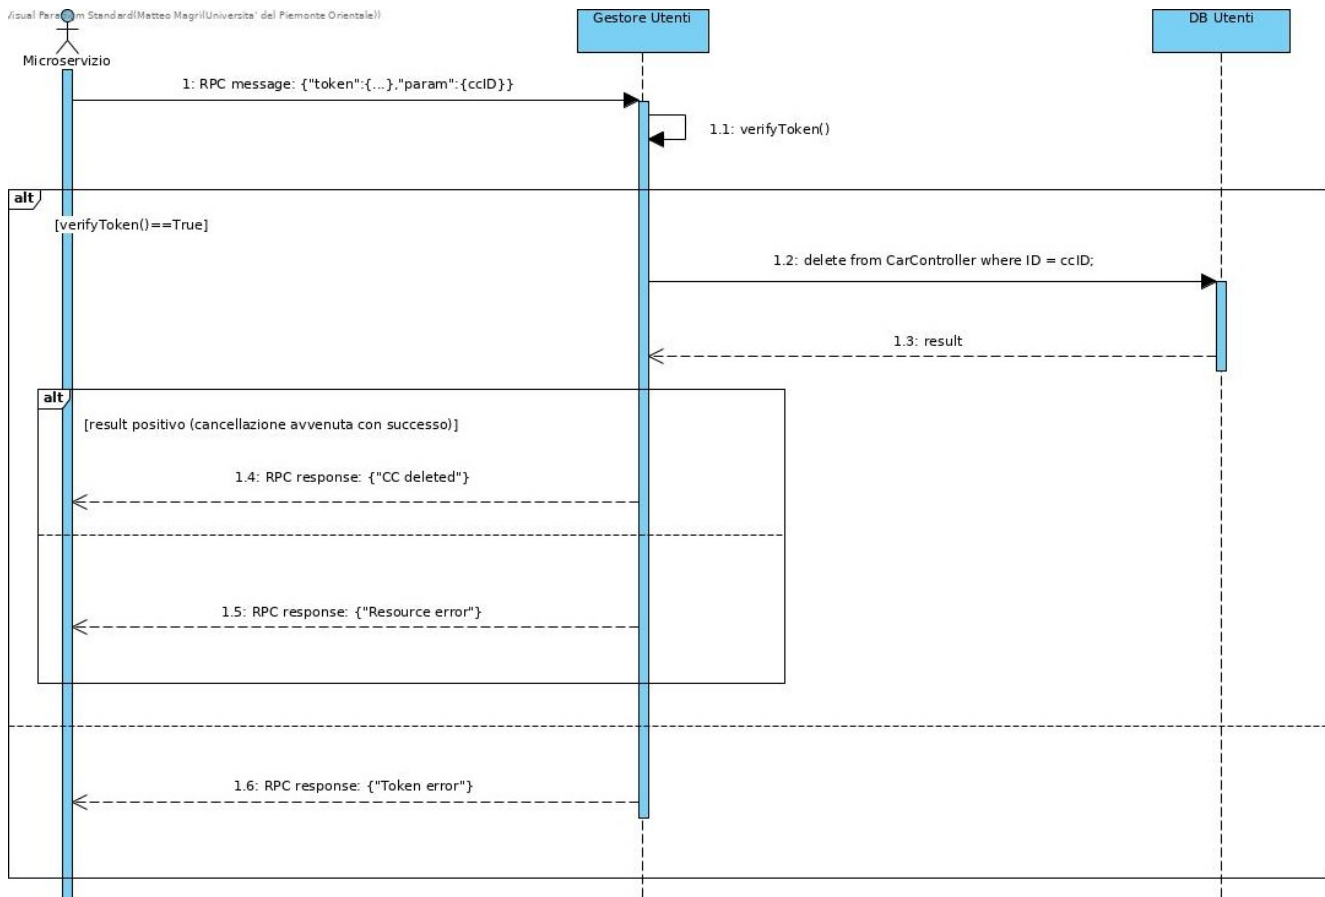 Visual Paradigm Standard(Matteo Magri(Universita' del Piemonte Orientale))
Microservizio
Gestore Utenti
DB Utenti
1: RPC message: {"token":{...},"param":{ccID}}
1.1: verifyToken()
alt
[verifyToken()==True]
1.2: delete from CarController where ID = ccID;
1.3: result
alt
[result positivo (cancellazione avvenuta con successo)]
1.4: RPC response: {"CC deleted"}
1.5: RPC response: {"Resource error"}
1.6: RPC response: {"Token error"}